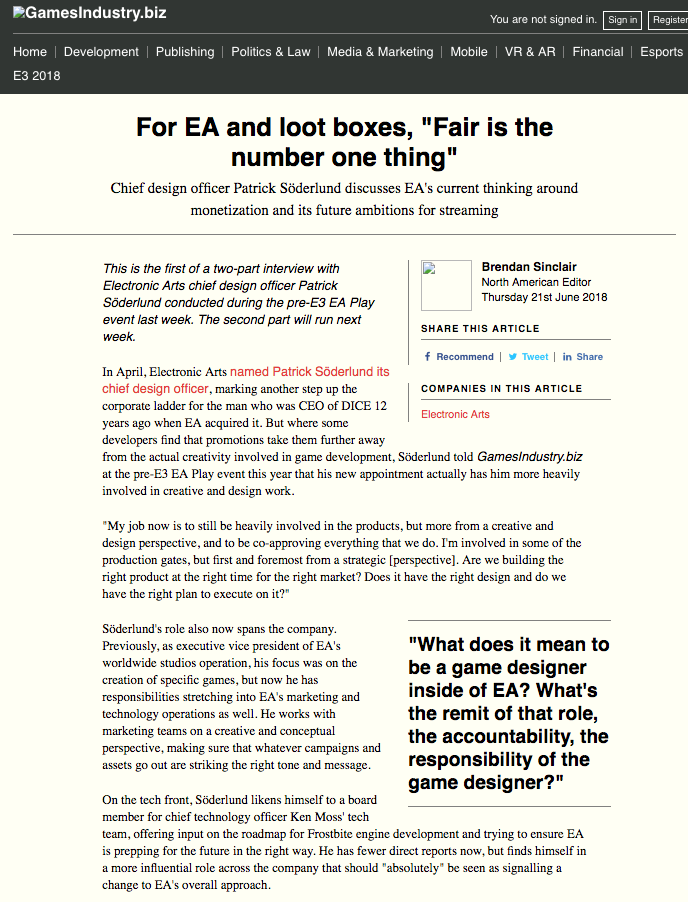 GamesIndustry.biz
You are not signed in. Sign in Register
Home | Development | Publishing | Politics & Law | Media & Marketing | Mobile | VR & AR | Financial | Esports
E3 2018
For EA and loot boxes, "Fair is the
number one thing"
Chief design officer Patrick Söderlund discusses EA's current thinking around
monetization and its future ambitions for streaming
This is the first of a two-part interview with
Electronic Arts chief design officer Patrick
Söderlund conducted during the pre-E3 EA Play
event last week. The second part will run next
week.
Brendan Sinclair
North American Editor
Thursday 21st June 2018
SHARE THIS ARTICLE
Recommend | Tweet | Share
COMPANIES IN THIS ARTICLE
Electronic Arts
In April, Electronic Arts named Patrick Söderlund its
chief design officer, marking another step up the
corporate ladder for the man who was CEO of DICE 12
years ago when EA acquired it. But where some
developers find that promotions take them further away
from the actual creativity involved in game development, Söderlund told GamesIndustry.biz
at the pre-E3 EA Play event this year that his new appointment actually has him more heavily
involved in creative and design work.
"My job now is to still be heavily involved in the products, but more from a creative and
design perspective, and to be co-approving everything that we do. I'm involved in some of the
production gates, but first and foremost from a strategic [perspective]. Are we building the
right product at the right time for the right market? Does it have the right design and do we
have the right plan to execute on it?"
Söderlund's role also now spans the company.
Previously, as executive vice president of EA's
worldwide studios operation, his focus was on the
creation of specific games, but now he has
responsibilities stretching into EA's marketing and
technology operations as well. He works with
marketing teams on a creative and conceptual
perspective, making sure that whatever campaigns and
assets go out are striking the right tone and message.
"What does it mean to
be a game designer
inside of EA? What's
the remit of that role,
the accountability, the
responsibility of the
game designer?"
On the tech front, Söderlund likens himself to a board
member for chief technology officer Ken Moss' tech
team, offering input on the roadmap for Frostbite engine development and trying to ensure EA
is prepping for the future in the right way. He has fewer direct reports now, but finds himself in
a more influential role across the company that should "absolutely" be seen as signalling a
change to EA's overall approach.